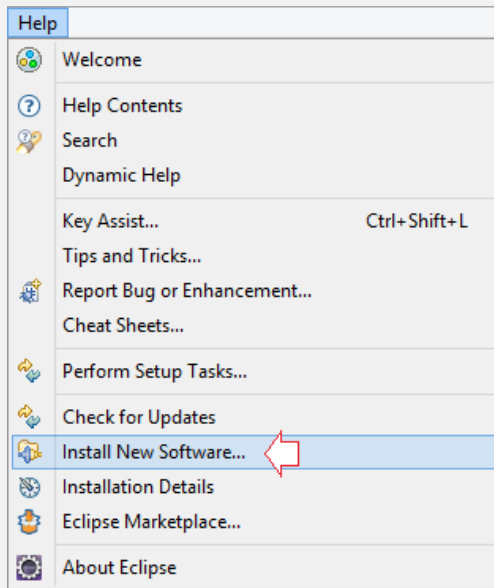 Help
Welcome
Help Contents
Search
Dynamic Help
Key Assist... Ctrl+Shift+L
Tips and Tricks...
Report Bug or Enhancement...
Cheat Sheets...
Perform Setup Tasks...
Check for Updates
Install New Software...
Installation Details
Eclipse Marketplace...
About Eclipse